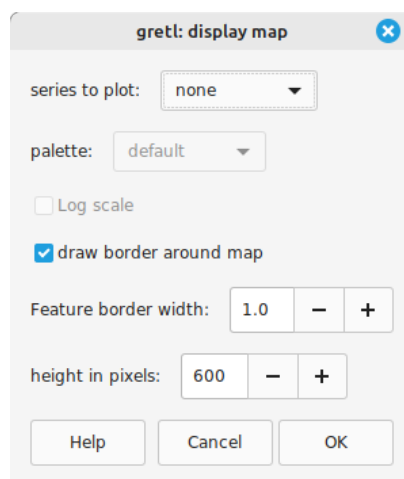 gretl: display map
series to plot: none
palette: default
Log scale
draw border around map
Feature border width: 1.0 − +
height in pixels: 600 − +
Help Cancel OK